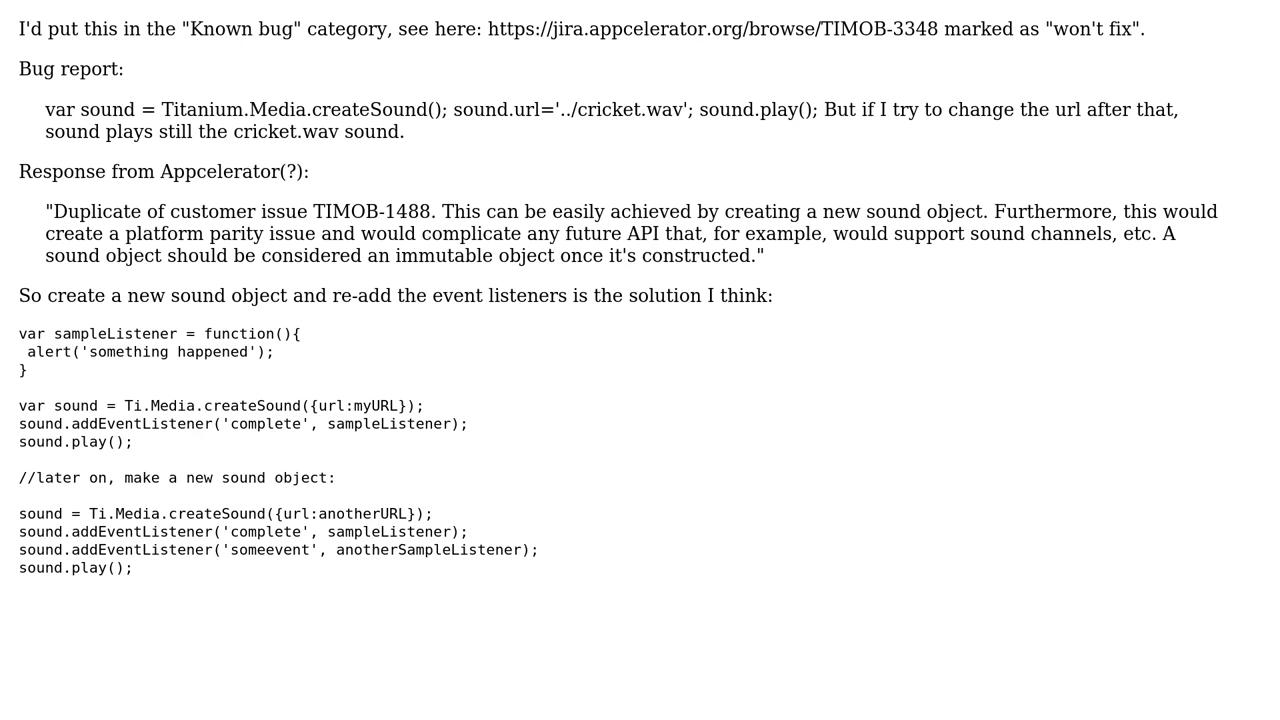 I'd put this in the "Known bug" category, see here: https://jira.appcelerator.org/browse/TIMOB-3348 marked as "won't fix".
Bug report:
var sound = Titanium.Media.createSound(); sound.url='../cricket.wav'; sound.play(); But if I try to change the url after that,
sound plays still the cricket.wav sound.
Response from Appcelerator(?):
"Duplicate of customer issue TIMOB-1488. This can be easily achieved by creating a new sound object. Furthermore, this would
create a platform parity issue and would complicate any future API that, for example, would support sound channels, etc. A
sound object should be considered an immutable object once it's constructed."
So create a new sound object and re-add the event listeners is the solution I think:
var sampleListener = function(){
 alert('something happened');
}
var sound = Ti.Media.createSound({url:myURL});
sound.addEventListener('complete', sampleListener);
sound.play();
//later on, make a new sound object:
sound = Ti.Media.createSound({url:anotherURL});
sound.addEventListener('complete', sampleListener);
sound.addEventListener('someevent', anotherSampleListener);
sound.play();